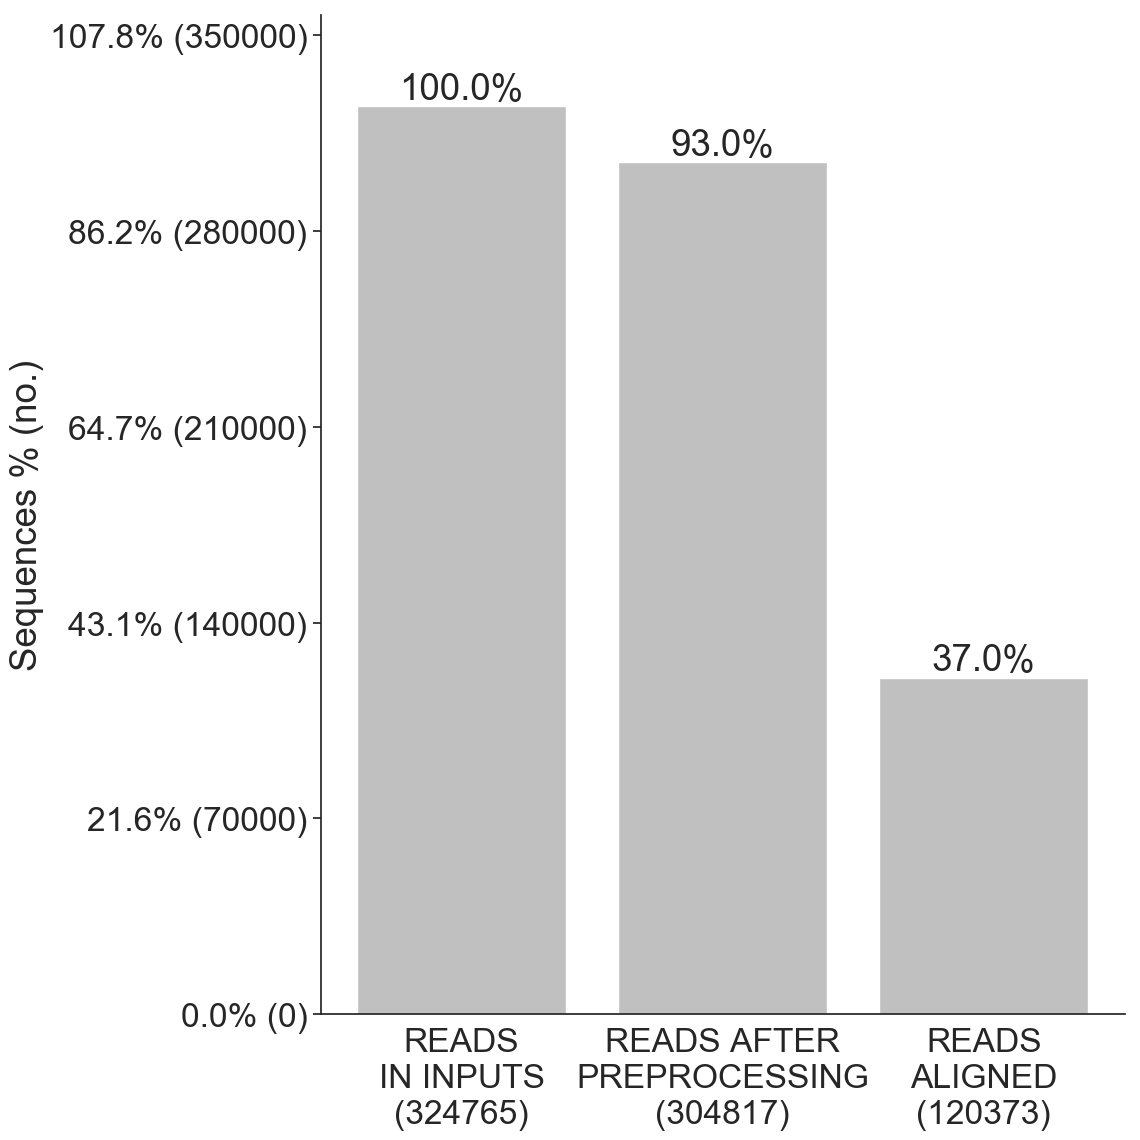 Sequences % (no.)
107.8% (350000)
86.2% (280000)
64.7% (210000)
43.1% (140000)
21.6% (70000)
0.0% (0)
100.0%
93.0%
37.0%
READS
IN INPUTS
(324765)
READS AFTER
PREPROCESSING
(304817)
READS
ALIGNED
(120373)